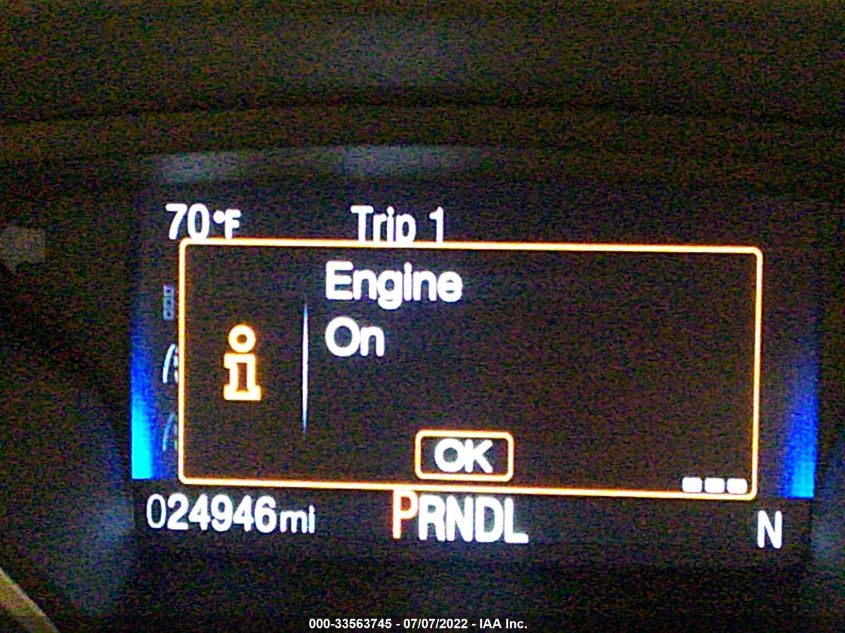 70°F Trip 1
Engine
On
OK
024946mi PRNDL N
000-33563745 - 07/07/2022 - IAA Inc.